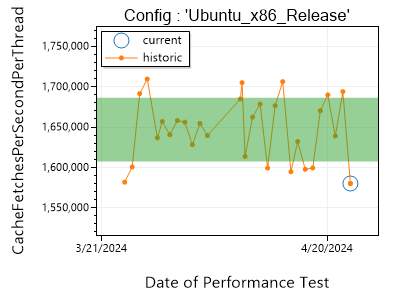 Config : 'Ubuntu_x86_Release'
CacheFetchesPerSecondPerThread
current
historic
1,750,000
1,700,000
1,650,000
1,600,000
1,550,000
3/21/2024
4/20/2024
Date of Performance Test